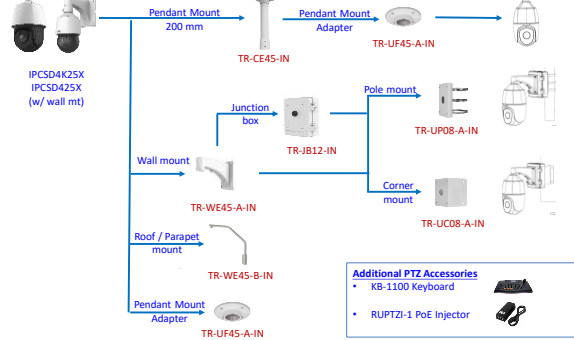 Pendant Mount
200 mm
Pendant Mount
Adapter
TR-UF45-A-IN
TR-CE45-IN
IPCSD4K25X
IPCSD425X
(w/ wall mt)
Junction
box
Pole mount
TR-UP08-A-IN
TR-JB12-IN
Wall mount
TR-WE45-A-IN
Corner
mount
TR-UC08-A-IN
Roof / Parapet
mount
TR-WE45-B-IN
Pendant Mount
Adapter
TR-UF45-A-IN
Additional PTZ Accessories
• KB-1100 Keyboard
• RUPTZI-1 PoE Injector